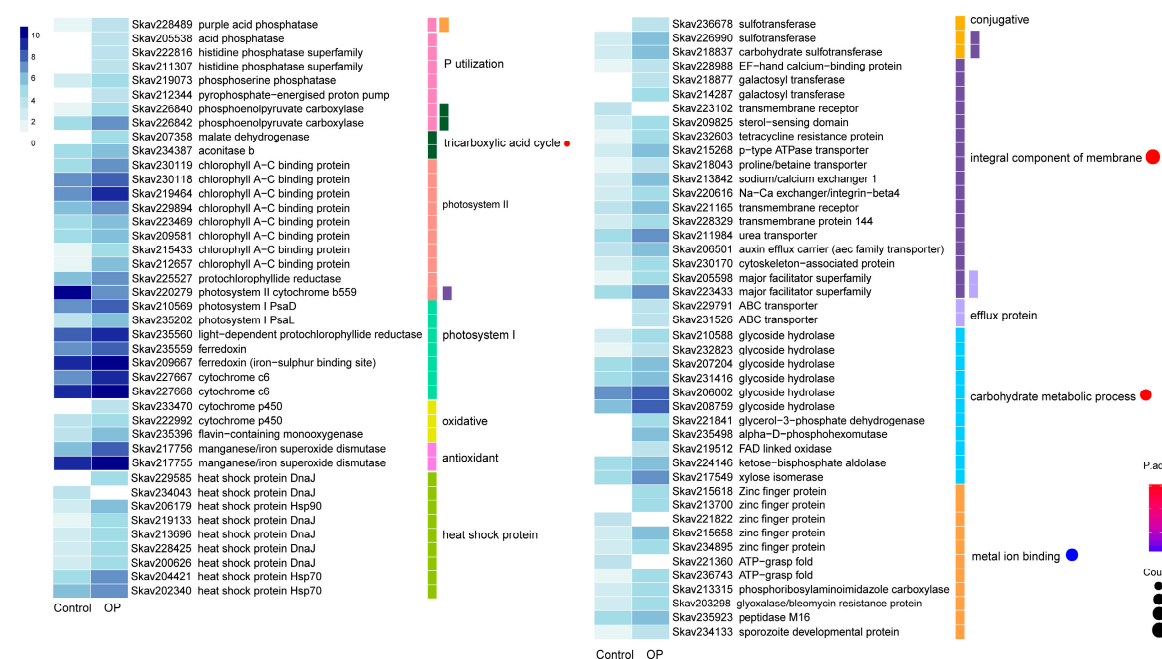 10
8
6
4
2
0
Skav228489 purple acid phosphatase
Skav205538 acid phosphatase
Skav222816 histidine phosphatase superfamily
Skav211307 histidine phosphatase superfamily
Skav219073 phosphoserine phosphatase
Skav212344 pyrophosphate-energised proton pump
Skav226840 phosphoenolpyruvate carboxylase
Skav226842 phosphoenolpyruvate carboxylase
Skav207358 malate dehydrogenase
Skav234387 aconitase b
Skav230119 chlorophyll A-C binding protein
Skav230118 chlorophyll A-C binding protein
Skav219464 chlorophyll A-C binding protein
Skav229894 chlorophyll A-C binding protein
Skav223469 chlorophyll A-C binding protein
Skav209581 chlorophyll A-C binding protein
Skav215433 chlorophyll A-C binding protein
Skav212657 chlorophyll A-C binding protein
Skav225527 protochlorophyllide reductase
Skav220279 photosystem II cytochrome b559
Skav210569 photosystem I PsaD
Skav235202 photosystem I PsaL
Skav235560 light-dependent protochlorophyllide reductase
Skav235559 ferredoxin
Skav209667 ferredoxin (iron-sulphur binding site)
Skav227667 cytochrome c6
Skav227668 cytochrome c6
Skav233470 cytochrome p450
Skav222992 cytochrome p450
Skav235396 flavin-containing monooxygenase
Skav217756 manganese/iron superoxide dismutase
Skav217755 manganese/iron superoxide dismutase
Skav229585 heat shock protein DnaJ
Skav234043 heat shock protein DnaJ
Skav206179 heat shock protein Hsp90
Skav219133 heat shock protein DnaJ
Skav213696 heat shock protein DnaJ
Skav228425 heat shock protein DnaJ
Skav200626 heat shock protein DnaJ
Skav204421 heat shock protein Hsp70
Skav202340 heat shock protein Hsp70
Control OP
P utilization
tricarboxylic acid cycle
photosystem II
photosystem I
oxidative
antioxidant
heat shock protein
Skav236678 sulfotransferase
Skav226990 sulfotransferase
Skav218837 carbohydrate sulfotransferase
Skav228988 EF-hand calcium-binding protein
Skav218877 galactosyl transferase
Skav214287 galactosyl transferase
Skav223102 transmembrane receptor
Skav209825 sterol-sensing domain
Skav232603 tetracycline resistance protein
Skav215268 p-type ATPase transporter
Skav218043 proline/betaine transporter
Skav213842 sodium/calcium exchanger 1
Skav220616 Na-Ca exchanger/integrin-beta4
Skav221165 transmembrane receptor
Skav228329 transmembrane protein 144
Skav211984 urea transporter
Skav206501 auxin efflux carrier (aec family transporter)
Skav230170 cytoskeleton-associated protein
Skav205598 major facilitator superfamily
Skav223433 major facilitator superfamily
Skav229791 ABC transporter
Skav231526 ABC transporter
Skav210588 glycoside hydrolase
Skav232823 glycoside hydrolase
Skav207204 glycoside hydrolase
Skav231416 glycoside hydrolase
Skav206002 glycoside hydrolase
Skav208759 glycoside hydrolase
Skav221841 glycerol-3-phosphate dehydrogenase
Skav235498 alpha-D-phosphohexomutase
Skav219512 FAD linked oxidase
Skav224146 ketose-bisphosphate aldolase
Skav217549 xylose isomerase
Skav215618 Zinc finger protein
Skav213700 zinc finger protein
Skav221822 zinc finger protein
Skav215658 zinc finger protein
Skav234895 zinc finger protein
Skav221360 ATP-grasp fold
Skav236743 ATP-grasp fold
Skav213315 phosphoribosylaminoimidazole carboxylase
Skav203298 glyoxalase/bleomycin resistance protein
Skav235923 peptidase M16
Skav234133 sporozoite developmental protein
Control OP
conjugative
integral component of membrane
efflux protein
carbohydrate metabolic process
metal ion binding
P.ac
Cou